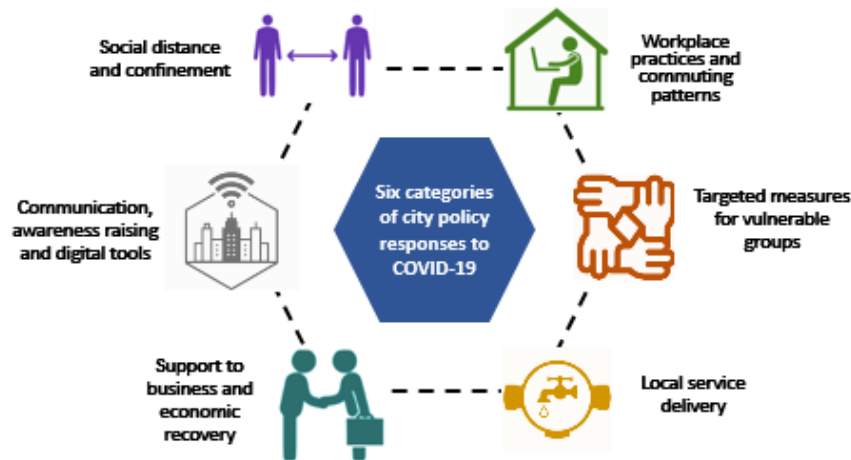 Social distance
and confinement
Workplace
practices and
commuting
patterns
Communication,
awareness raising
and digital tools
Six categories
of city policy
responses to
COVID-19
Targeted measures
for vulnerable
groups
Support to
business and
economic
recovery
Local service
delivery